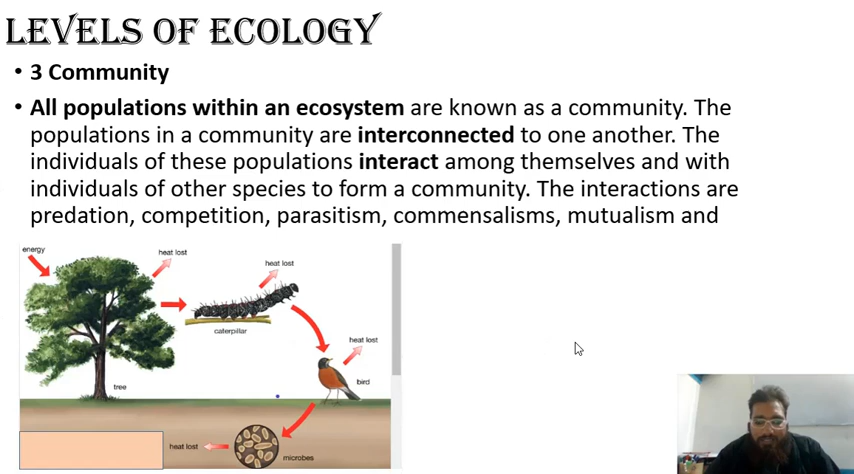 LEVELS OF ECOLOGY
• 3 Community
• All populations within an ecosystem are known as a community. The
populations in a community are interconnected to one another. The
individuals of these populations interact among themselves and with
individuals of other species to form a community. The interactions are
predation, competition, parasitism, commensalisms, mutualism and
energy
heat lost
heat lost
caterpillar
heat lost
tree
bird
heat lost
microbes